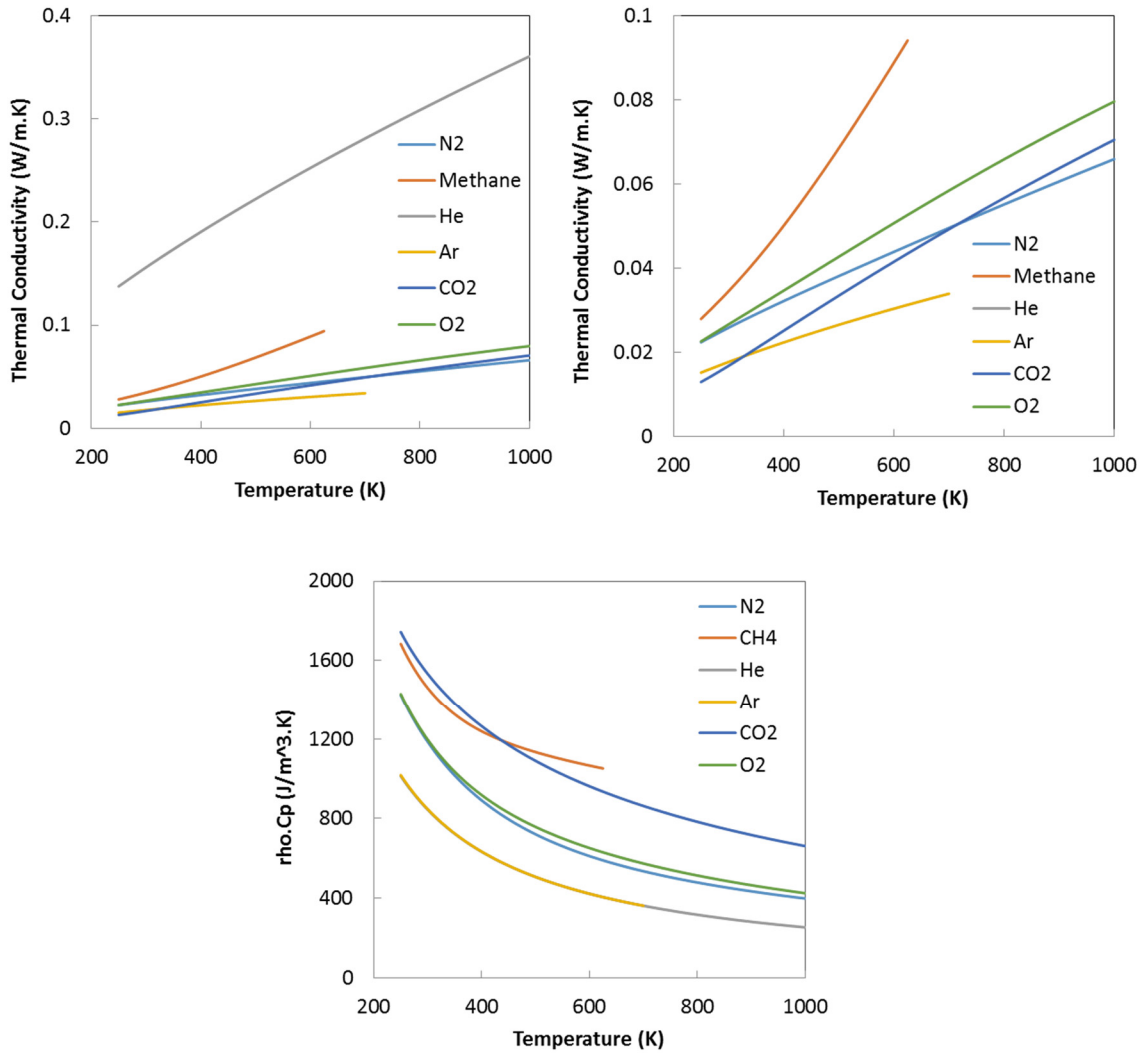 Thermal Conductivity (W/m.K)
0.4
0.3
0.2
0.1
0
200
400
600
800
1000
Temperature (K)
N2
Methane
He
Ar
CO2
O2
Thermal Conductivity (W/m.K)
0.1
0.08
0.06
0.04
0.02
0
200
400
600
800
1000
Temperature (K)
N2
Methane
He
Ar
CO2
O2
rho.Cp (J/m^3.K)
2000
1600
1200
800
400
0
200
400
600
800
1000
Temperature (K)
N2
CH4
He
Ar
CO2
O2